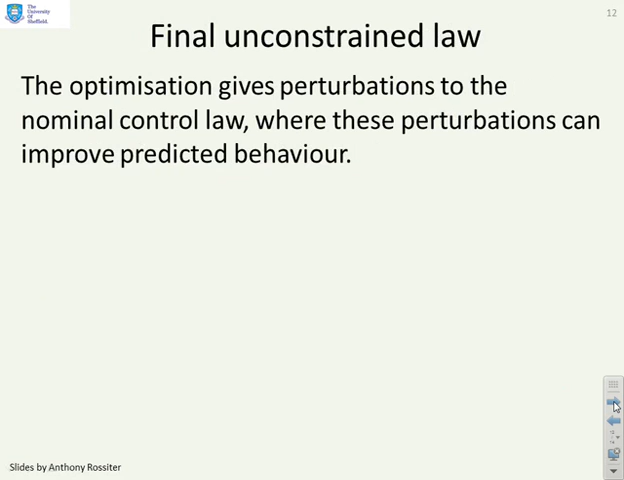 The
University
Of
Sheffield.
12
Final unconstrained law
The optimisation gives perturbations to the
nominal control law, where these perturbations can
improve predicted behaviour.
Slides by Anthony Rossiter